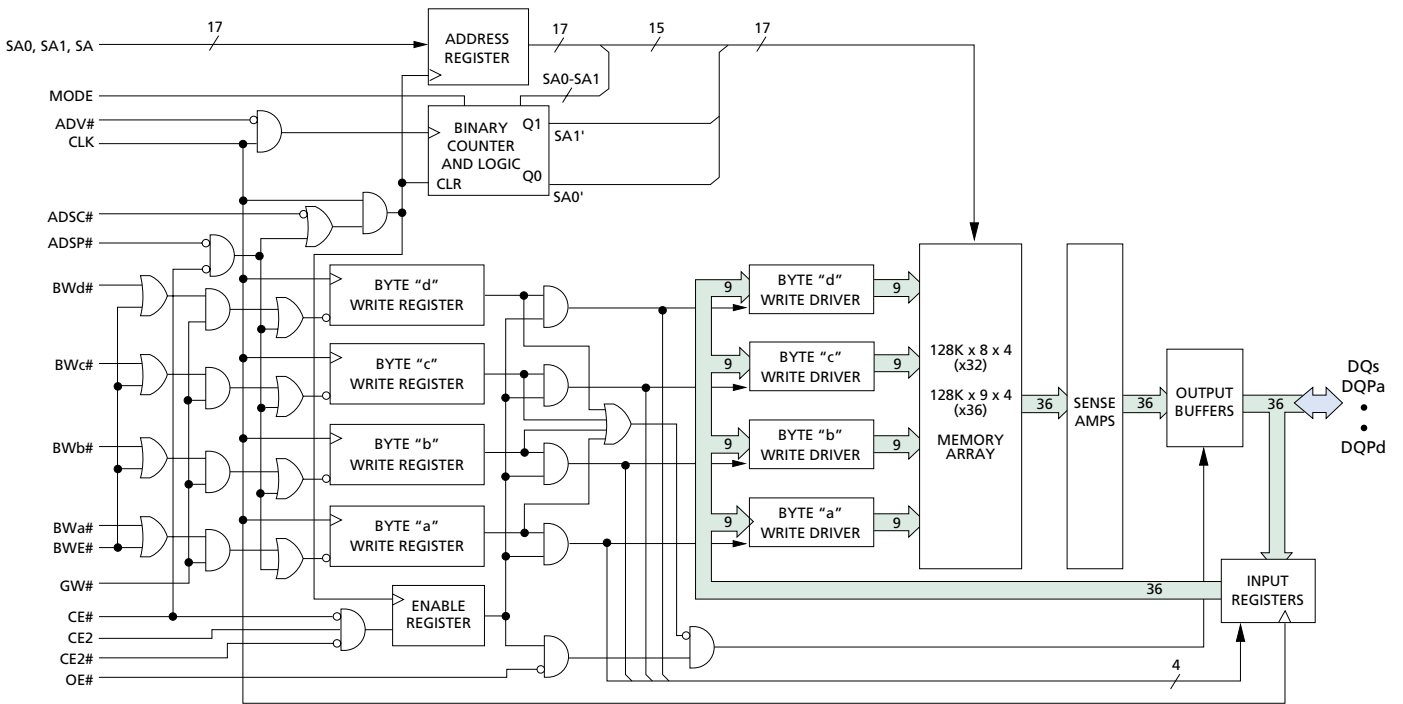 17
SA0, SA1, SA
ADDRESS
REGISTER
17
15
17
SA0-SA1
MODE
ADV#
CLK
BINARY
COUNTER
AND LOGIC
CLR
Q1
SA1'
Q0
SA0'
ADSC#
ADSP#
BWd#
BYTE “d”
WRITE REGISTER
9
BYTE “d”
WRITE DRIVER
9
BWc#
BYTE “c”
WRITE REGISTER
9
BYTE “c”
WRITE DRIVER
9
BWb#
BYTE “b”
WRITE REGISTER
9
BYTE “b”
WRITE DRIVER
9
BWa#
BWE#
BYTE “a”
WRITE REGISTER
9
BYTE “a”
WRITE DRIVER
9
128K x 8 x 4
(x32)
128K x 9 x 4
(x36)
MEMORY
ARRAY
36
SENSE
AMPS
36
OUTPUT
BUFFERS
36
DQs
DQPa
•
•
DQPd
GW#
CE#
CE2
CE2#
OE#
ENABLE
REGISTER
36
INPUT
REGISTERS
4